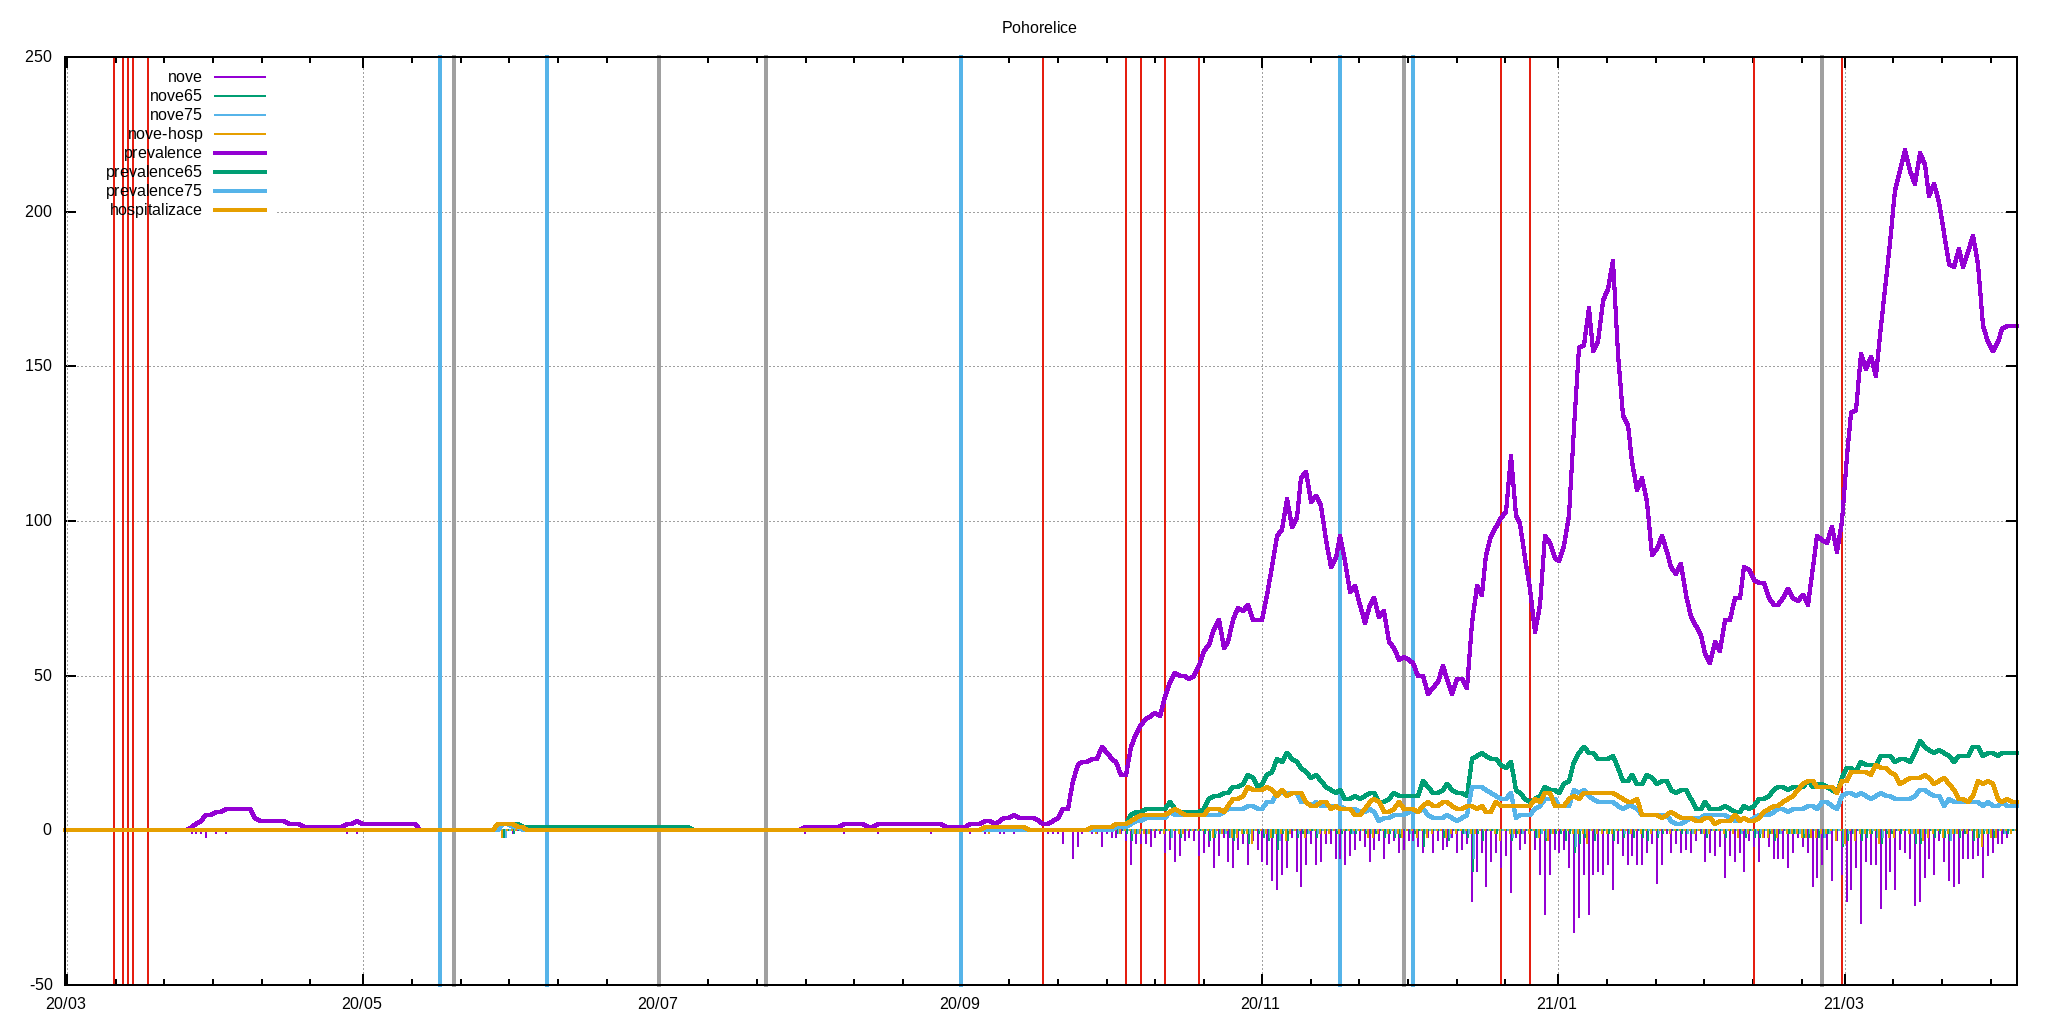 Pohorelice
250
200
150
100
50
0
-50
nove
nove65
nove75
nove-hosp
prevalence
prevalence65
prevalence75
hospitalizace
20/03 20/05 20/07 20/09 20/11 21/01 21/03